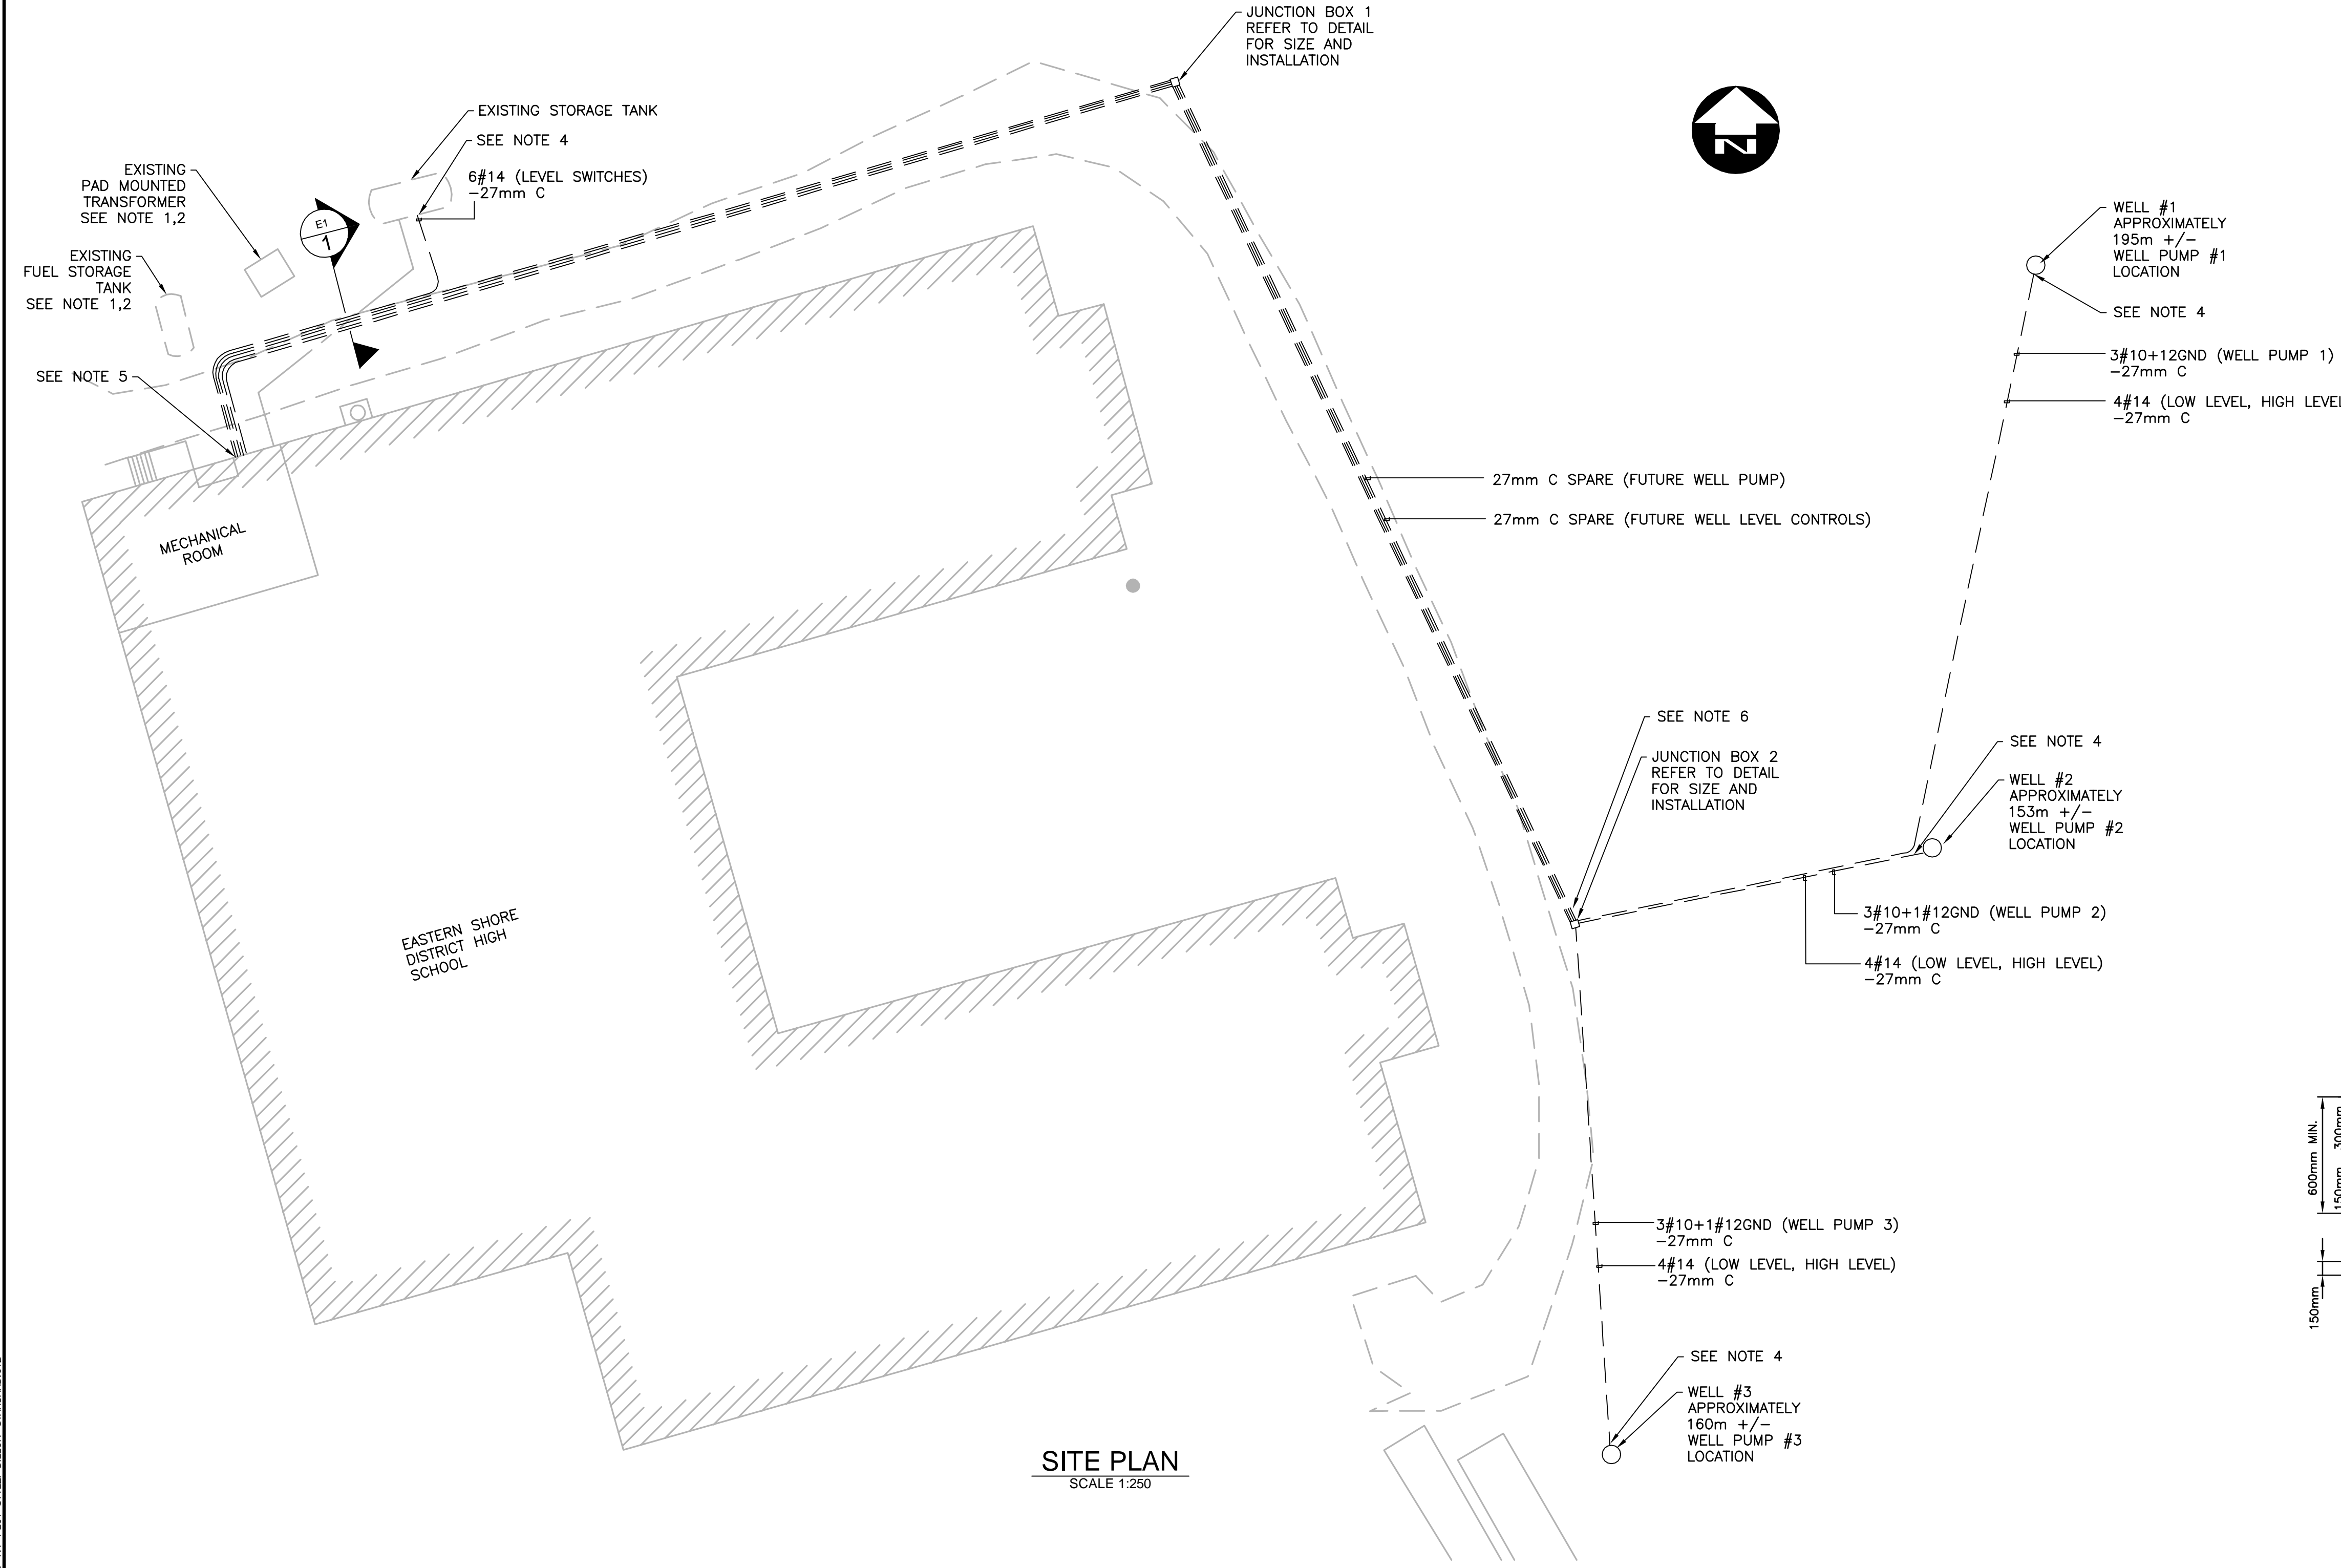 JUNCTION BOX 1
REFER TO DETAIL
FOR SIZE AND
INSTALLATION
EXISTING STORAGE TANK
SEE NOTE 4
6#14 (LEVEL SWITCHES)
-27mm C
EXISTING
PAD MOUNTED
TRANSFORMER
SEE NOTE 1,2
E1
1
EXISTING
FUEL STORAGE
TANK
SEE NOTE 1,2
SEE NOTE 5
MECHANICAL
ROOM
N
WELL #1
APPROXIMATELY
195m +/-
WELL PUMP #1
LOCATION
SEE NOTE 4
3#10+12GND (WELL PUMP 1)
-27mm C
4#14 (LOW LEVEL, HIGH LEVEL
-27mm C
27mm C SPARE (FUTURE WELL PUMP)
27mm C SPARE (FUTURE WELL LEVEL CONTROLS)
SEE NOTE 6
JUNCTION BOX 2
REFER TO DETAIL
FOR SIZE AND
INSTALLATION
SEE NOTE 4
WELL #2
APPROXIMATELY
153m +/-
WELL PUMP #2
LOCATION
3#10+1#12GND (WELL PUMP 2)
-27mm C
4#14 (LOW LEVEL, HIGH LEVEL)
-27mm C
EASTERN SHORE
DISTRICT HIGH
SCHOOL
3#10+1#12GND (WELL PUMP 3)
-27mm C
4#14 (LOW LEVEL, HIGH LEVEL)
-27mm C
SEE NOTE 4
WELL #3
APPROXIMATELY
160m +/-
WELL PUMP #3
LOCATION
600mm MIN.
300mm
150mm
150mm
SITE PLAN
SCALE 1:250